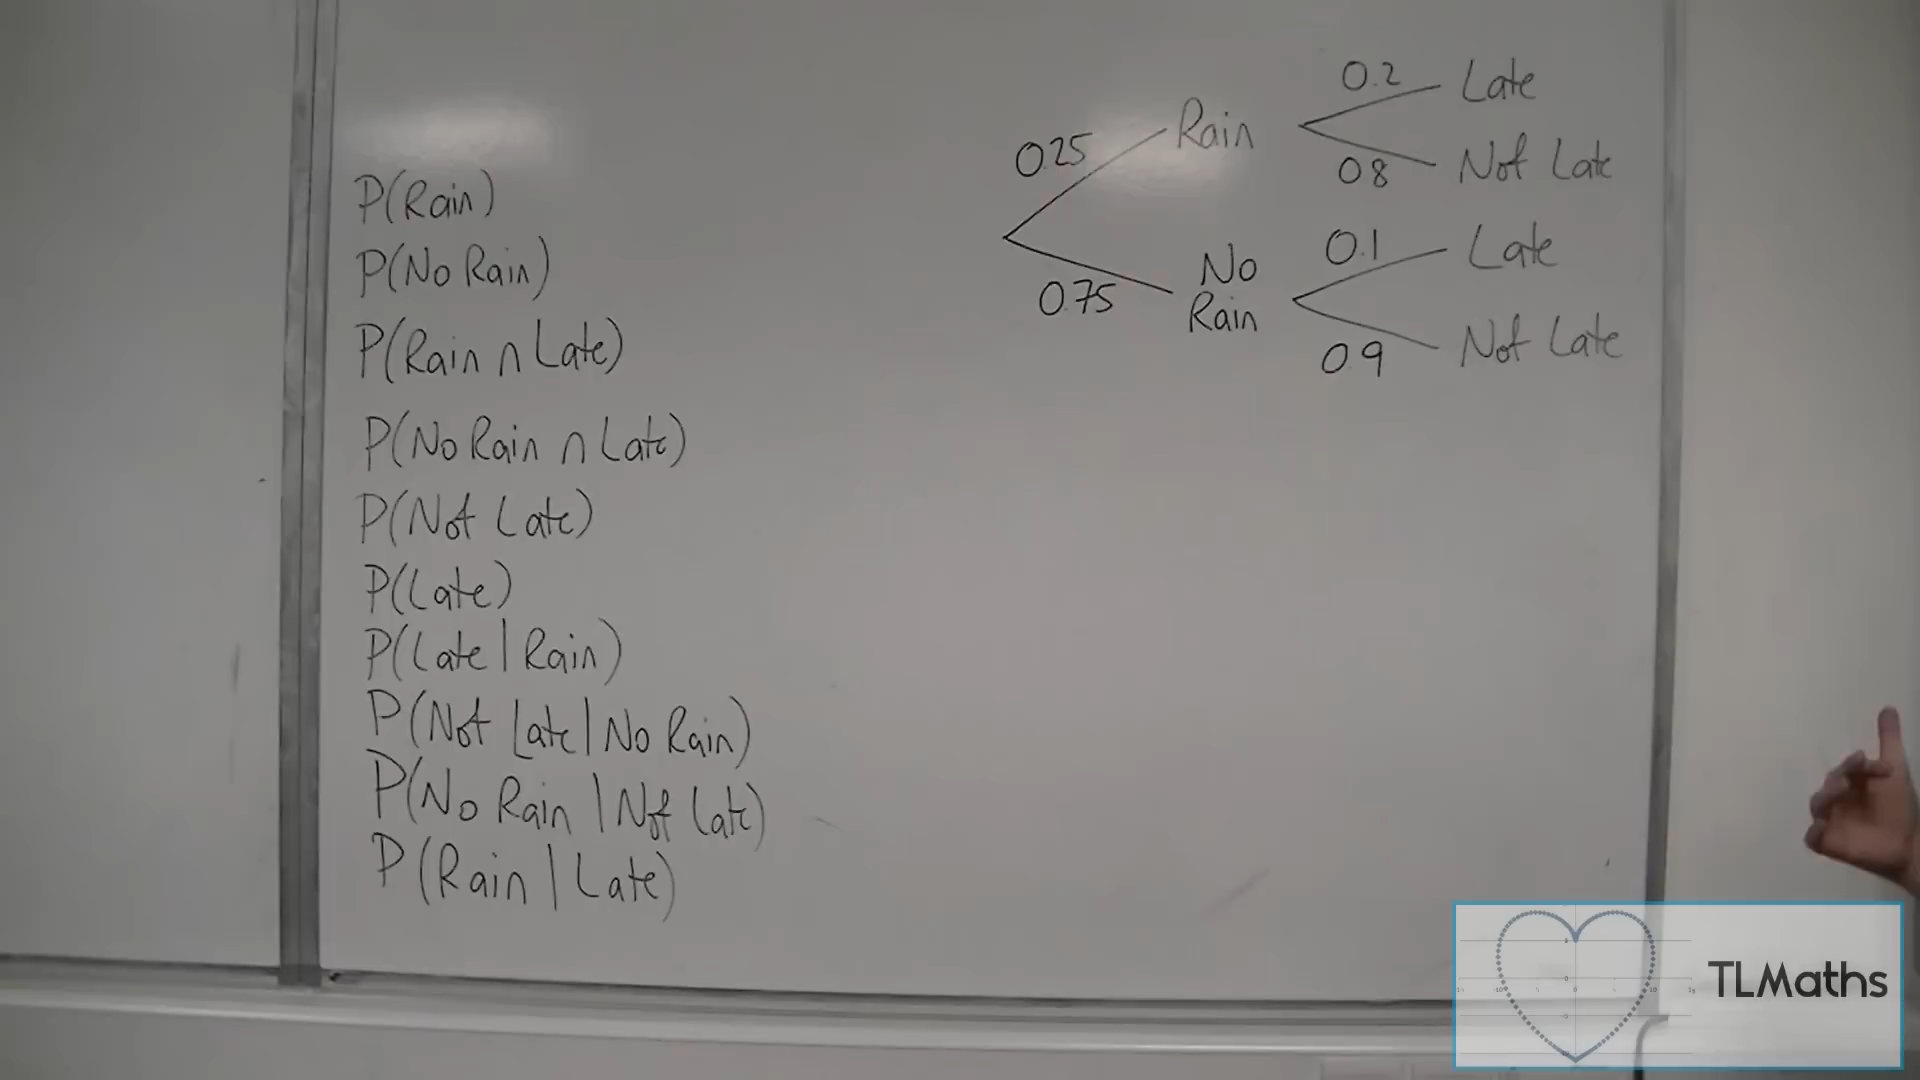 P(Rain)
P(No Rain)
P(Rain ∩ Late)
P(No Rain ∩ Late)
P(Not Late)
P(Late)
P(Late | Rain)
P(Not Late | No Rain)
P(No Rain | Not Late)
P(Rain | Late)
0.25
Rain
0.2
Late
0.8
Not Late
0.75
No
Rain
0.1
Late
0.9
Not Late
TLMaths